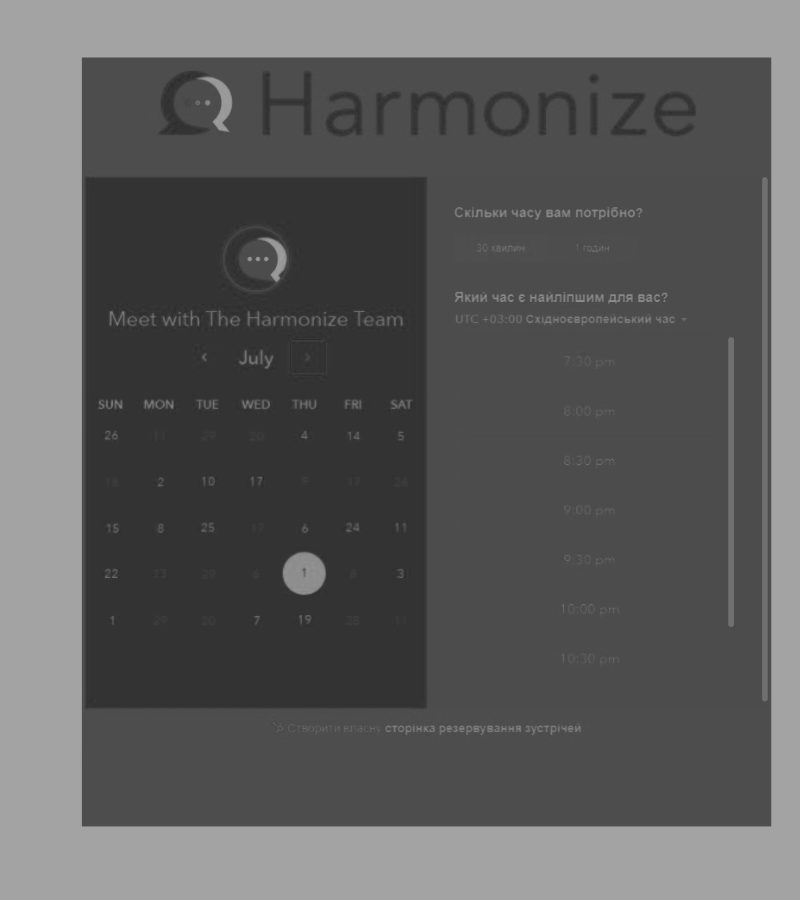 Harmonize
Meet with The Harmonize Team
July
SUN MON TUE WED THU FRI SAT
26 11 29 20 4 14 5
18 2 10 17 9 17 26
15 8 25 17 6 24 11
22 13 20 6 1 8 3
1 29 20 7 19 28 11
Скільки часу вам потрібно?
30 хвилин 1 годин
Який час є найліпшим для вас?
UTC +03:00 Східноєвропейський час
7:30 pm
8:00 pm
8:30 pm
9:00 pm
9:30 pm
10:00 pm
10:30 pm
Створити власну сторінка резервування зустрічей